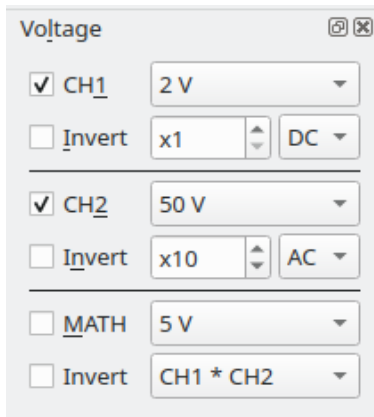 Voltage
CH1 2 V
Invert x1 DC
CH2 50 V
Invert x10 AC
MATH 5 V
Invert CH1 * CH2